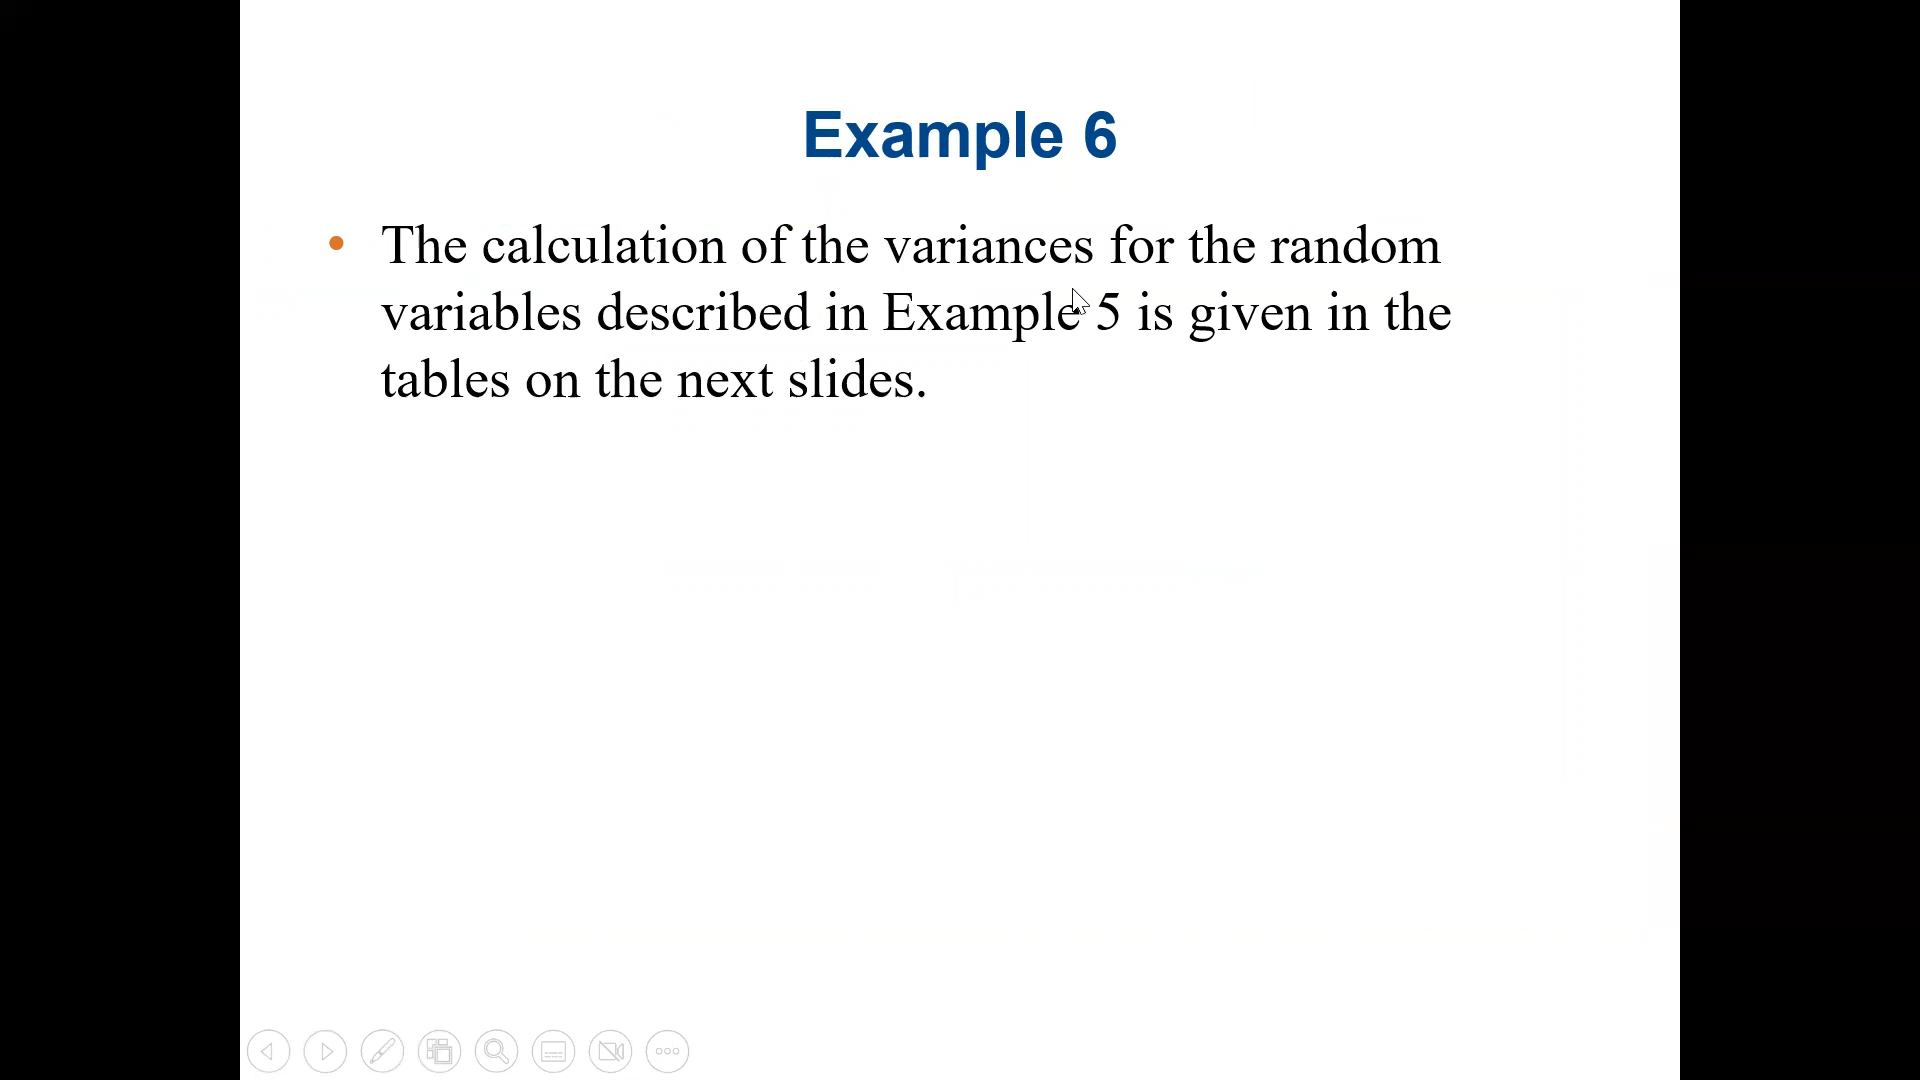 Example 6
• The calculation of the variances for the random
variables described in Example 5 is given in the
tables on the next slides.